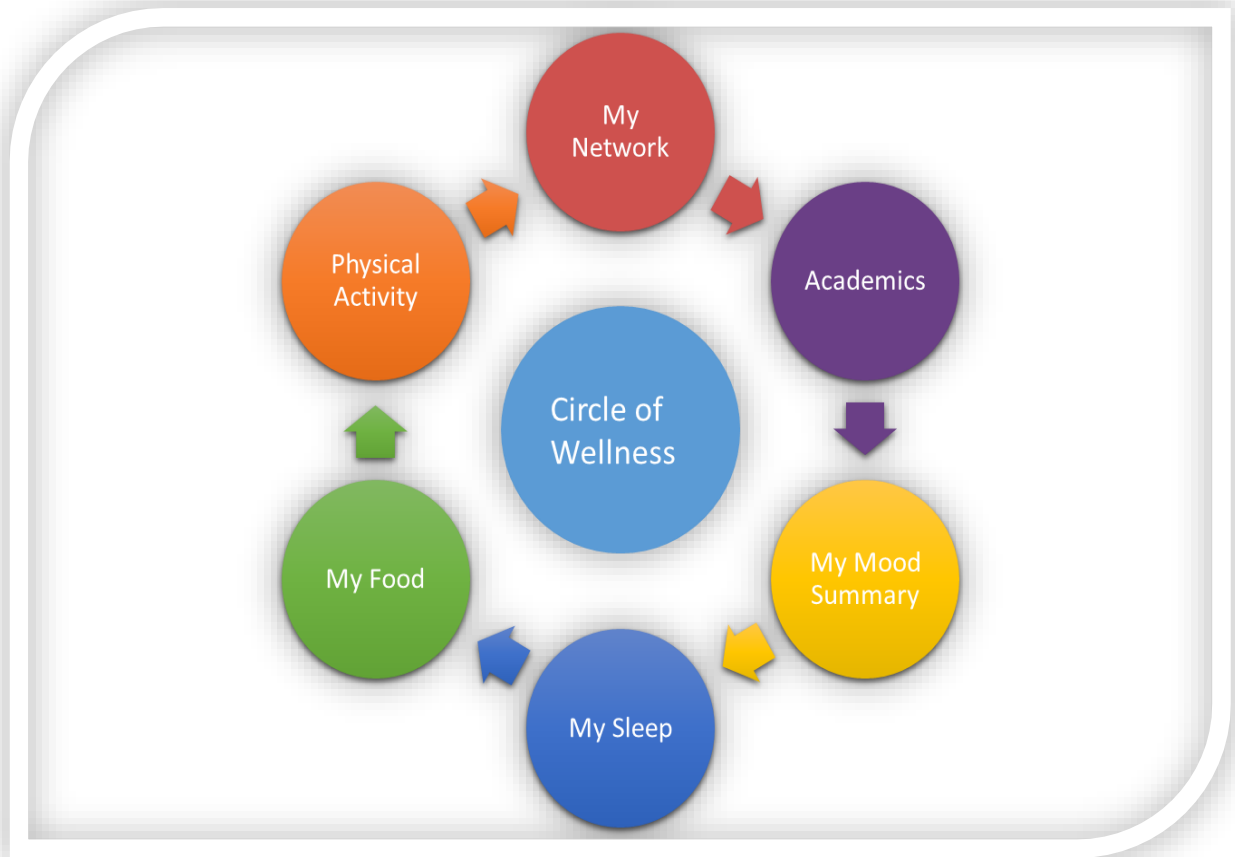 My
Network
Academics
My Mood
Summary
My Sleep
My Food
Physical
Activity
Circle of
Wellness